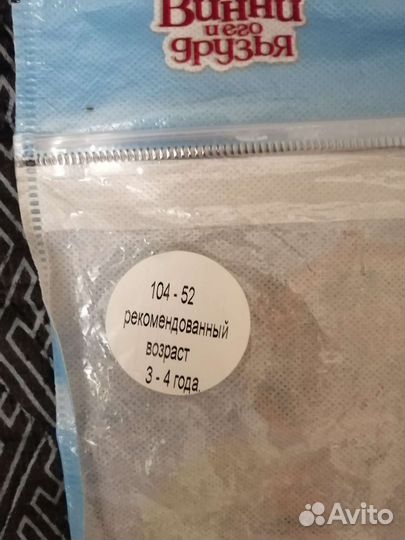 Винни
и его
друзья
104 - 52
рекомендованный
возраст
3 - 4 года.
Avito